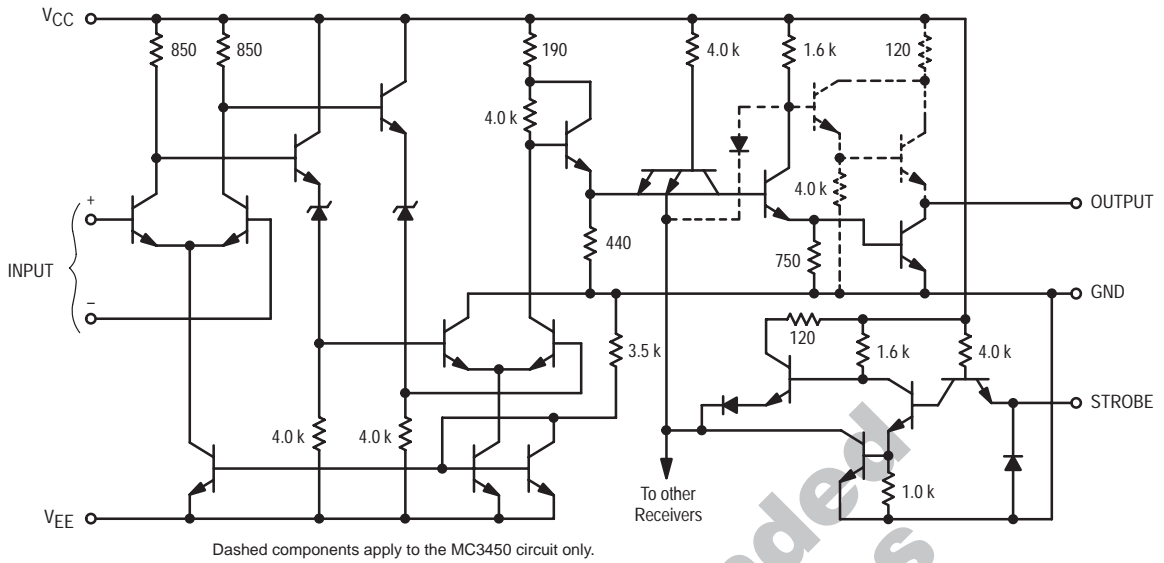 VCC
850
850
190
4.0 k
1.6 k
120
4.0 k
+
4.0 k
OUTPUT
INPUT
440
750
−
GND
120
3.5 k
1.6 k
4.0 k
STROBE
4.0 k
4.0 k
To other
Receivers
1.0 k
VEE
Dashed components apply to the MC3450 circuit only.